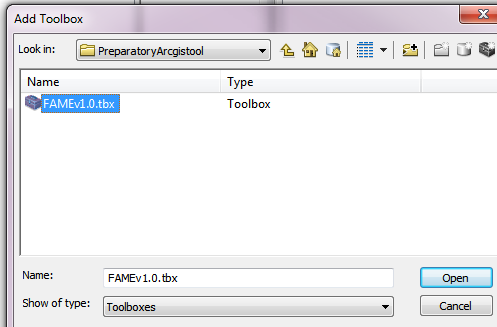 Add Toolbox
Look in: PreparatoryArcgistool
Name Type
FAMEv1.0.tbx Toolbox
Name: FAMEv1.0.tbx Open
Show of type: Toolboxes Cancel